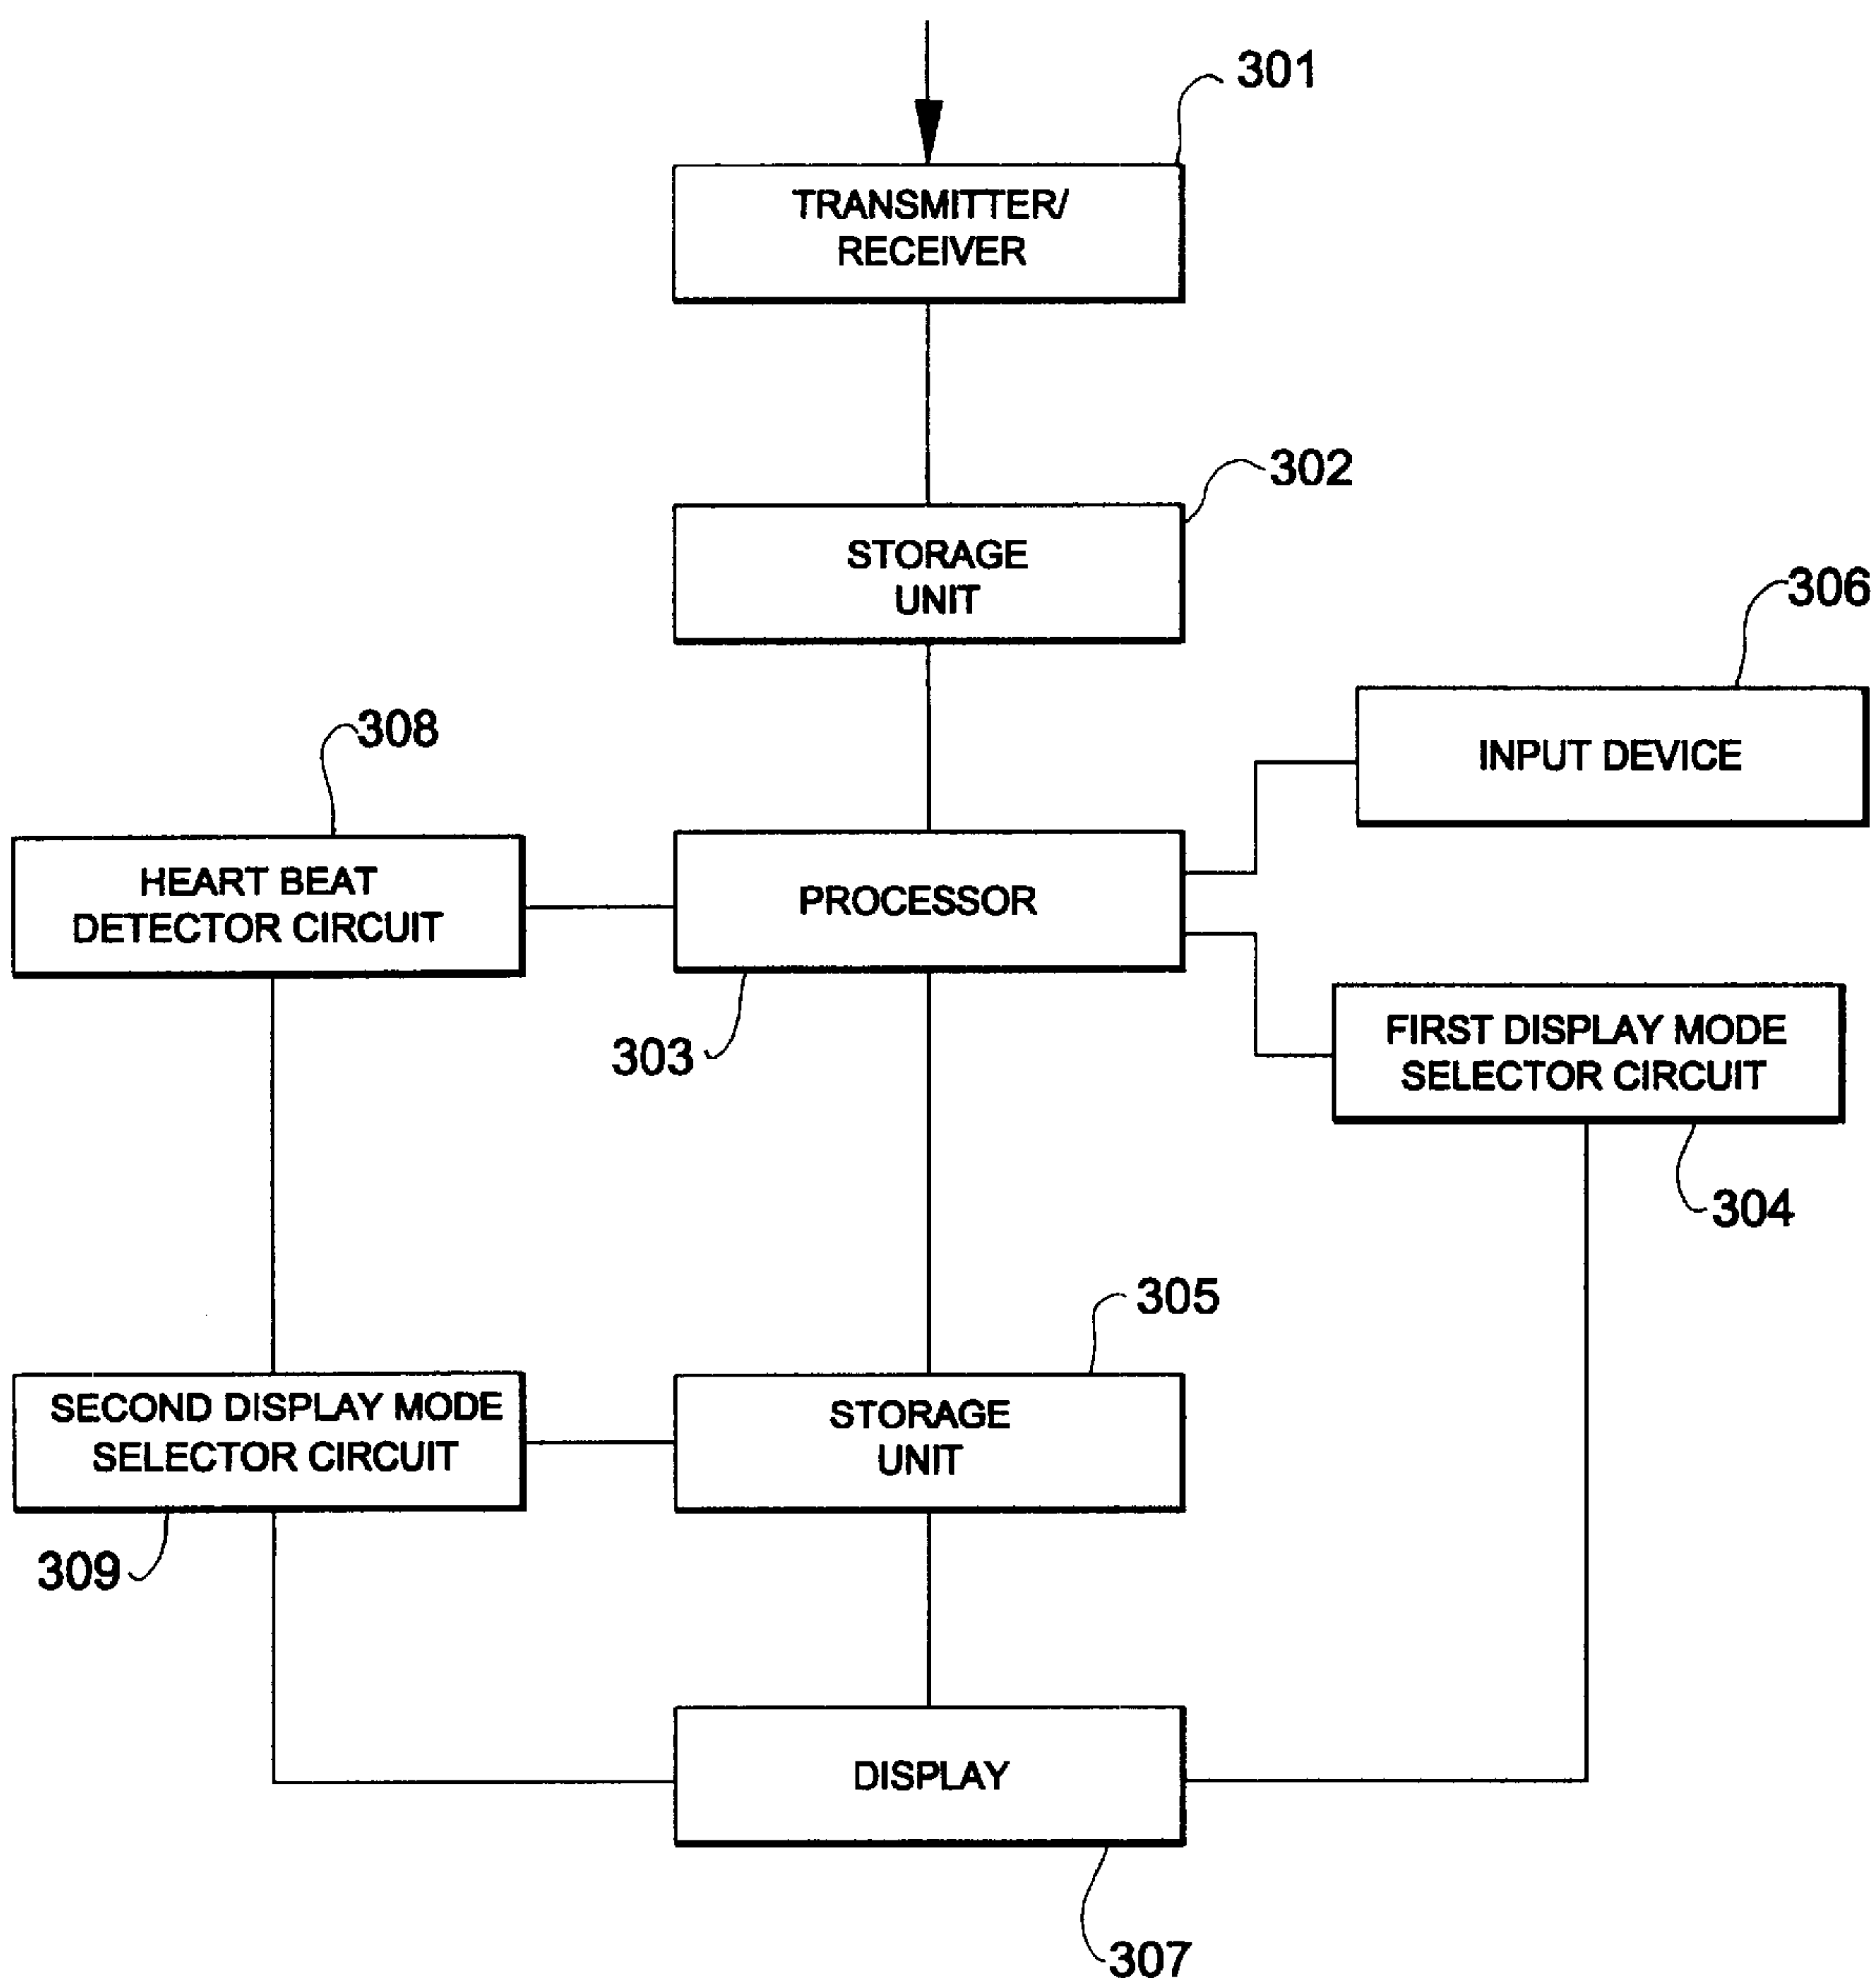 301
TRANSMITTER/
RECEIVER
302
STORAGE
UNIT
306
INPUT DEVICE
308
HEART BEAT
DETECTOR CIRCUIT
PROCESSOR
303
FIRST DISPLAY MODE
SELECTOR CIRCUIT
304
305
SECOND DISPLAY MODE
SELECTOR CIRCUIT
STORAGE
UNIT
309
DISPLAY
307